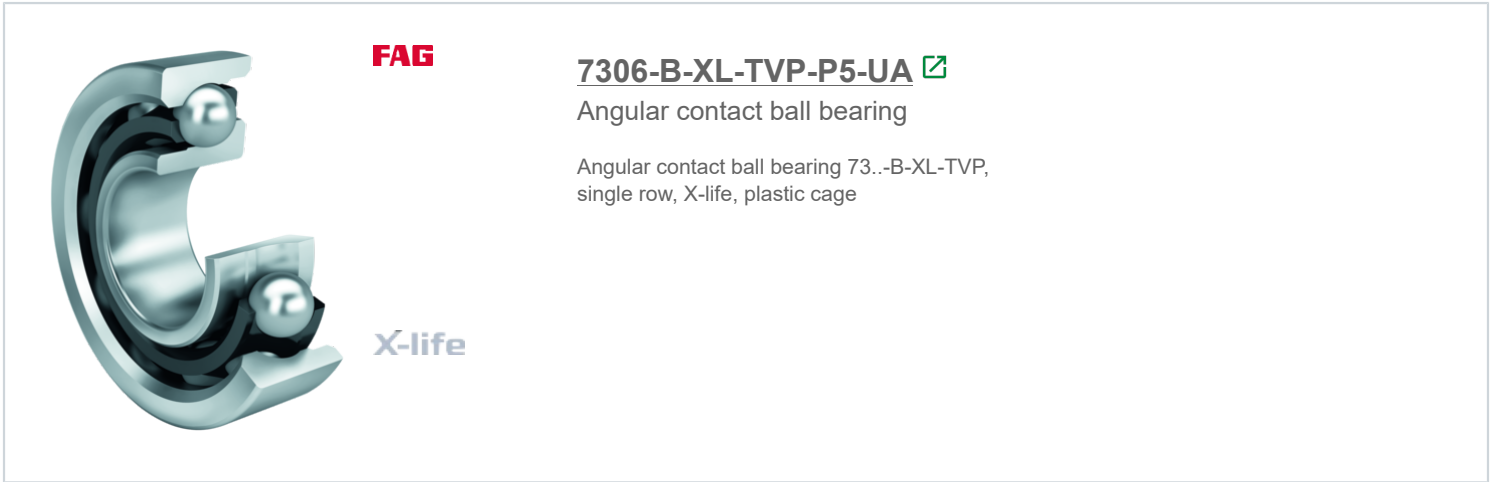 FAG
7306-B-XL-TVP-P5-UA
Angular contact ball bearing
Angular contact ball bearing 73..-B-XL-TVP,
single row, X-life, plastic cage
X-life